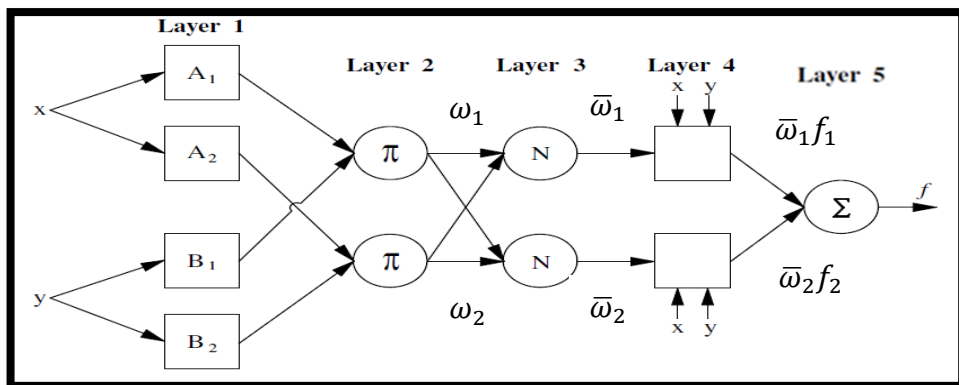 Layer 1
Layer 2 Layer 3 Layer 4 Layer 5
x y
A₁
ω₁ ω̅₁ ω̅₁f₁
x
A₂ π N
Σ f
B₁ π N
y
ω₂ ω̅₂ ω̅₂f₂
B₂
x y